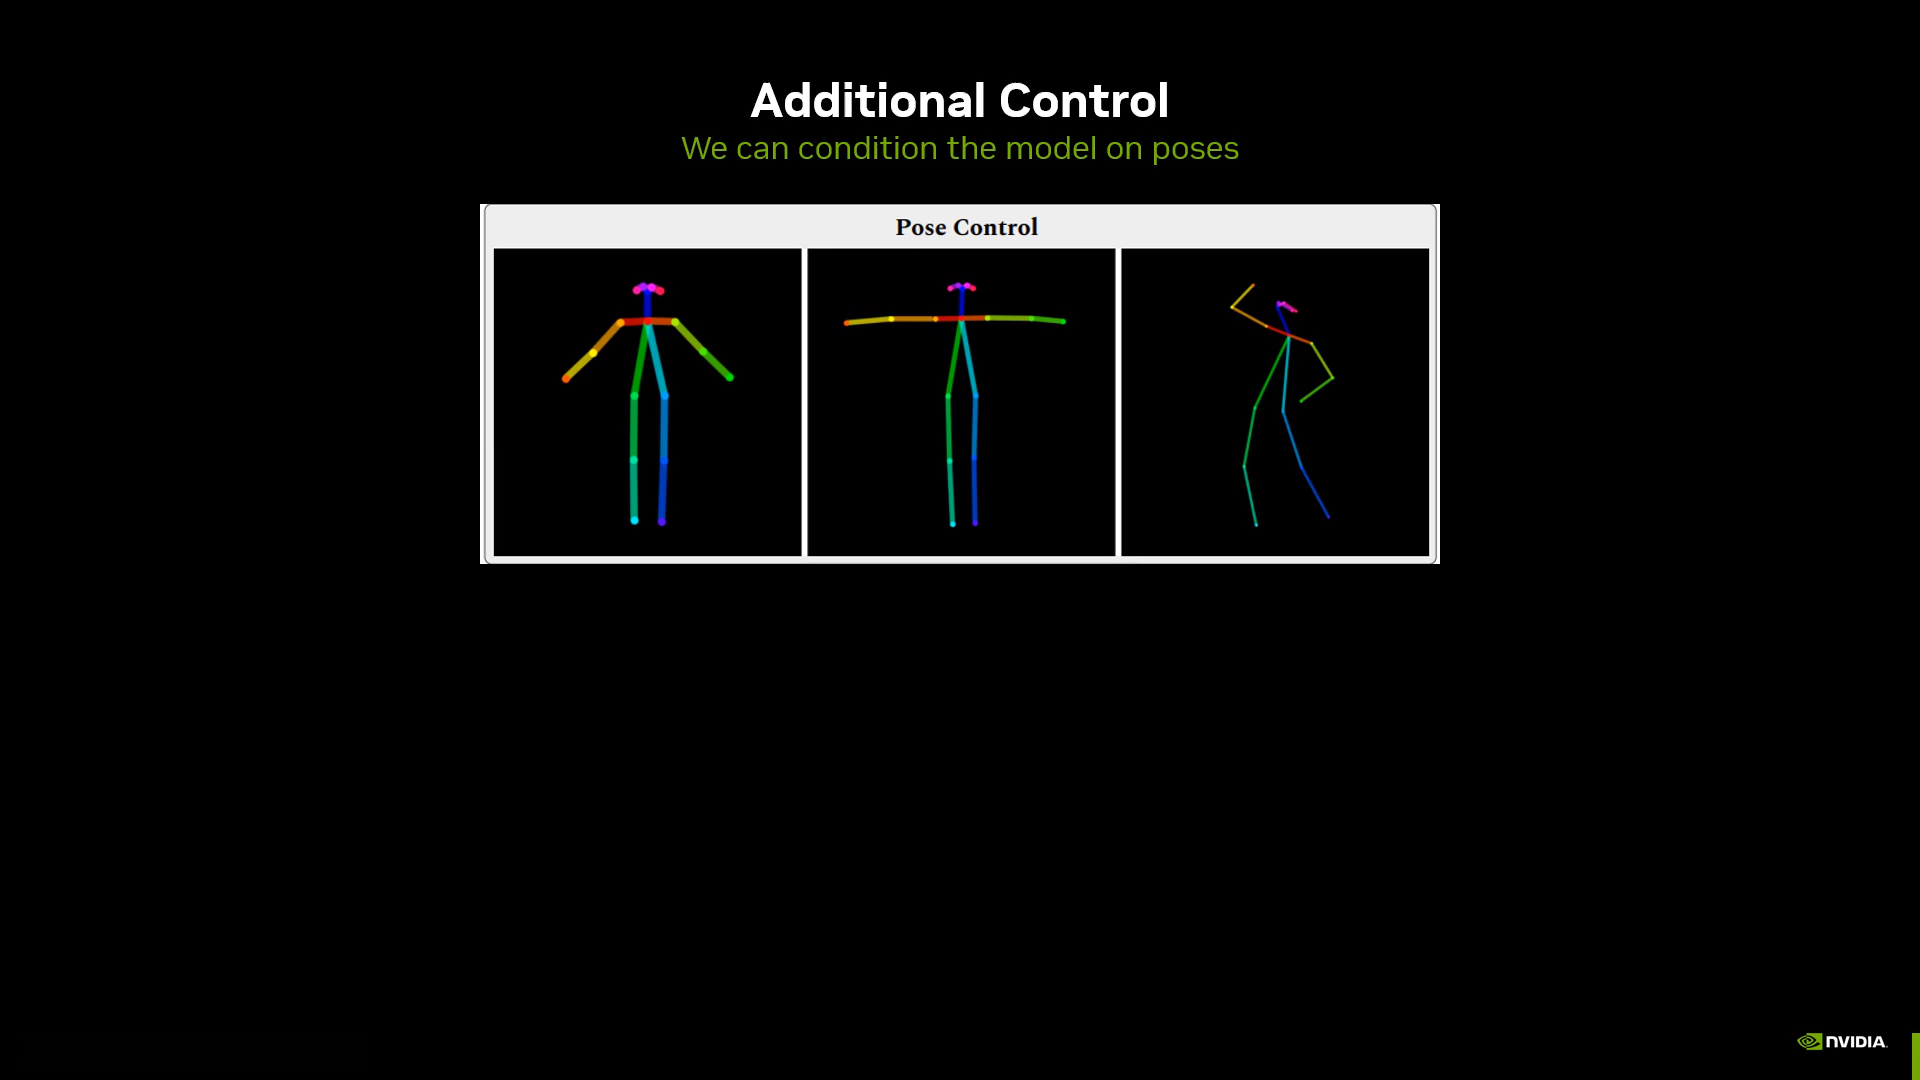 Additional Control
We can condition the model on poses
Pose Control
NVIDIA.